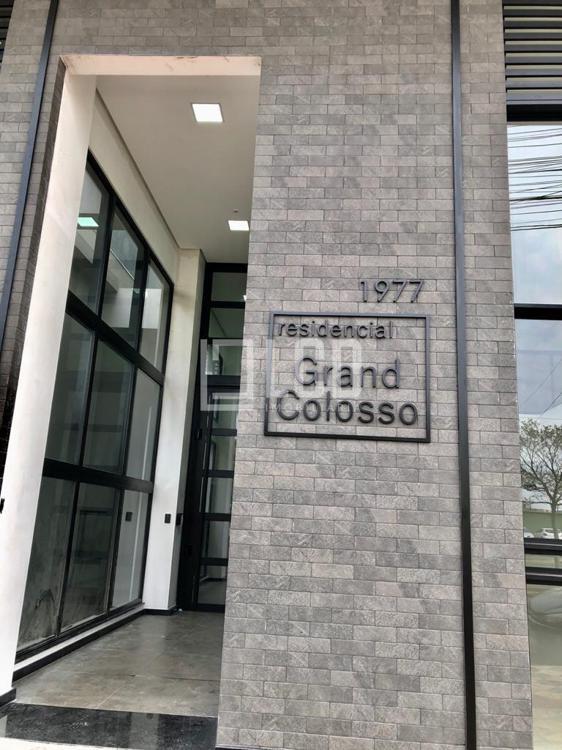 1977
residencial
Grand
Colosso